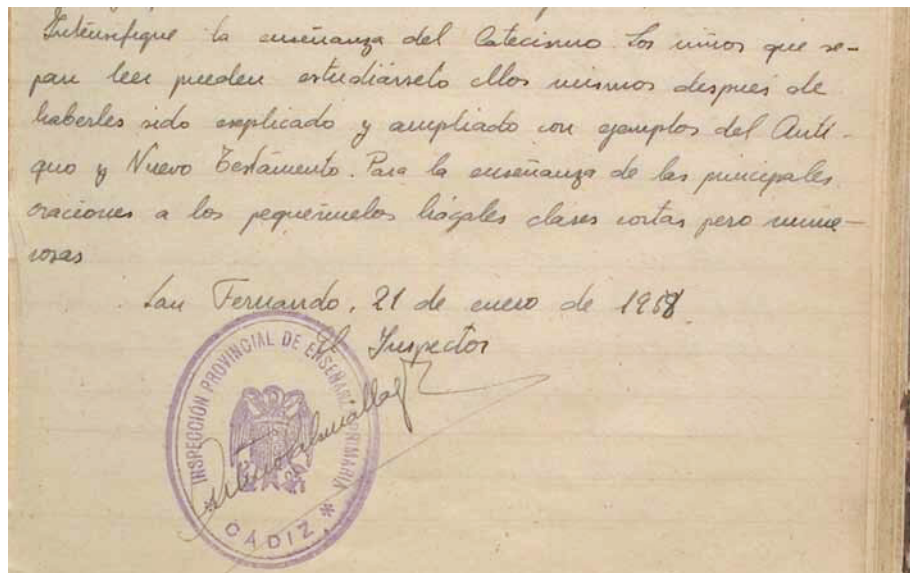 Intensifique la enseñanza del Catecismo. Los niños que se-
pan leer pueden estudiárselo ellos mismos después de
haberles sido explicado y ampliado con ejemplos del Anti-
guo y Nuevo Testamento. Para la enseñanza de las principales
oraciones a los pequeñuelos hágales clases cortas pero nume-
rosas
San Fernando, 21 de enero de 1958
El Inspector
INSPECCIÓN PROVINCIAL DE ENSEÑANZA PRIMARIA
* CÁDIZ *